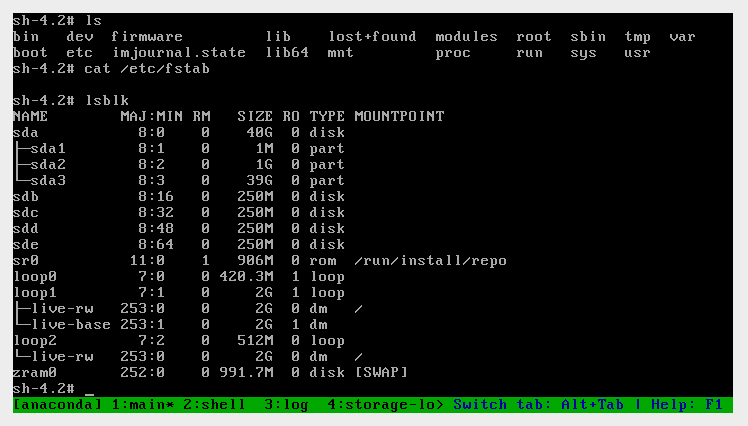 sh-4.2# ls
bin   dev  firmware         lib    lost+found  modules  root  sbin  tmp  var
boot  etc  imjournal.state  lib64  mnt         proc     run   sys   usr
sh-4.2# cat /etc/fstab
sh-4.2# lsblk
NAME          MAJ:MIN RM   SIZE RO TYPE MOUNTPOINT
sda             8:0    0    40G  0 disk
├─sda1          8:1    0     1M  0 part
├─sda2          8:2    0     1G  0 part
└─sda3          8:3    0    39G  0 part
sdb             8:16   0   250M  0 disk
sdc             8:32   0   250M  0 disk
sdd             8:48   0   250M  0 disk
sde             8:64   0   250M  0 disk
sr0            11:0    1   906M  0 rom  /run/install/repo
loop0           7:0    0 420.3M  1 loop
loop1           7:1    0     2G  1 loop
├─live-rw     253:0    0     2G  0 dm   /
└─live-base   253:1    0     2G  1 dm
loop2           7:2    0   512M  0 loop
└─live-rw     253:0    0     2G  0 dm   /
zram0         252:0    0 991.7M  0 disk [SWAP]
sh-4.2# _
[anaconda] 1:main* 2:shell  3:log  4:storage-lo> Switch tab: Alt+Tab | Help: F1